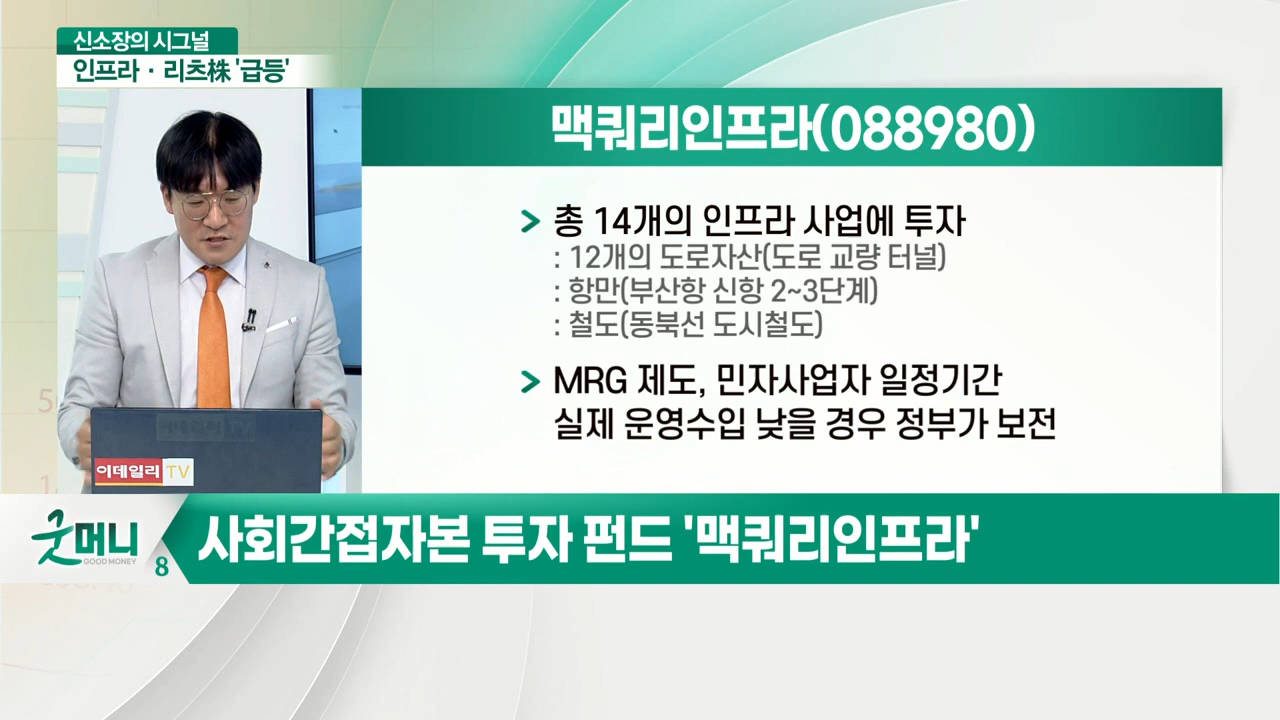 신소장의 시그널
인프라 · 리츠株 '급등'
맥쿼리인프라(088980)
> 총 14개의 인프라 사업에 투자
: 12개의 도로자산(도로 교량 터널)
: 항만(부산항 신항 2~3단계)
: 철도(동북선 도시철도)
> MRG 제도, 민자사업자 일정기간
실제 운영수입 낮을 경우 정부가 보전
이데일리 TV
굿머니
GOOD MONEY
8
사회간접자본 투자 펀드 '맥쿼리인프라'